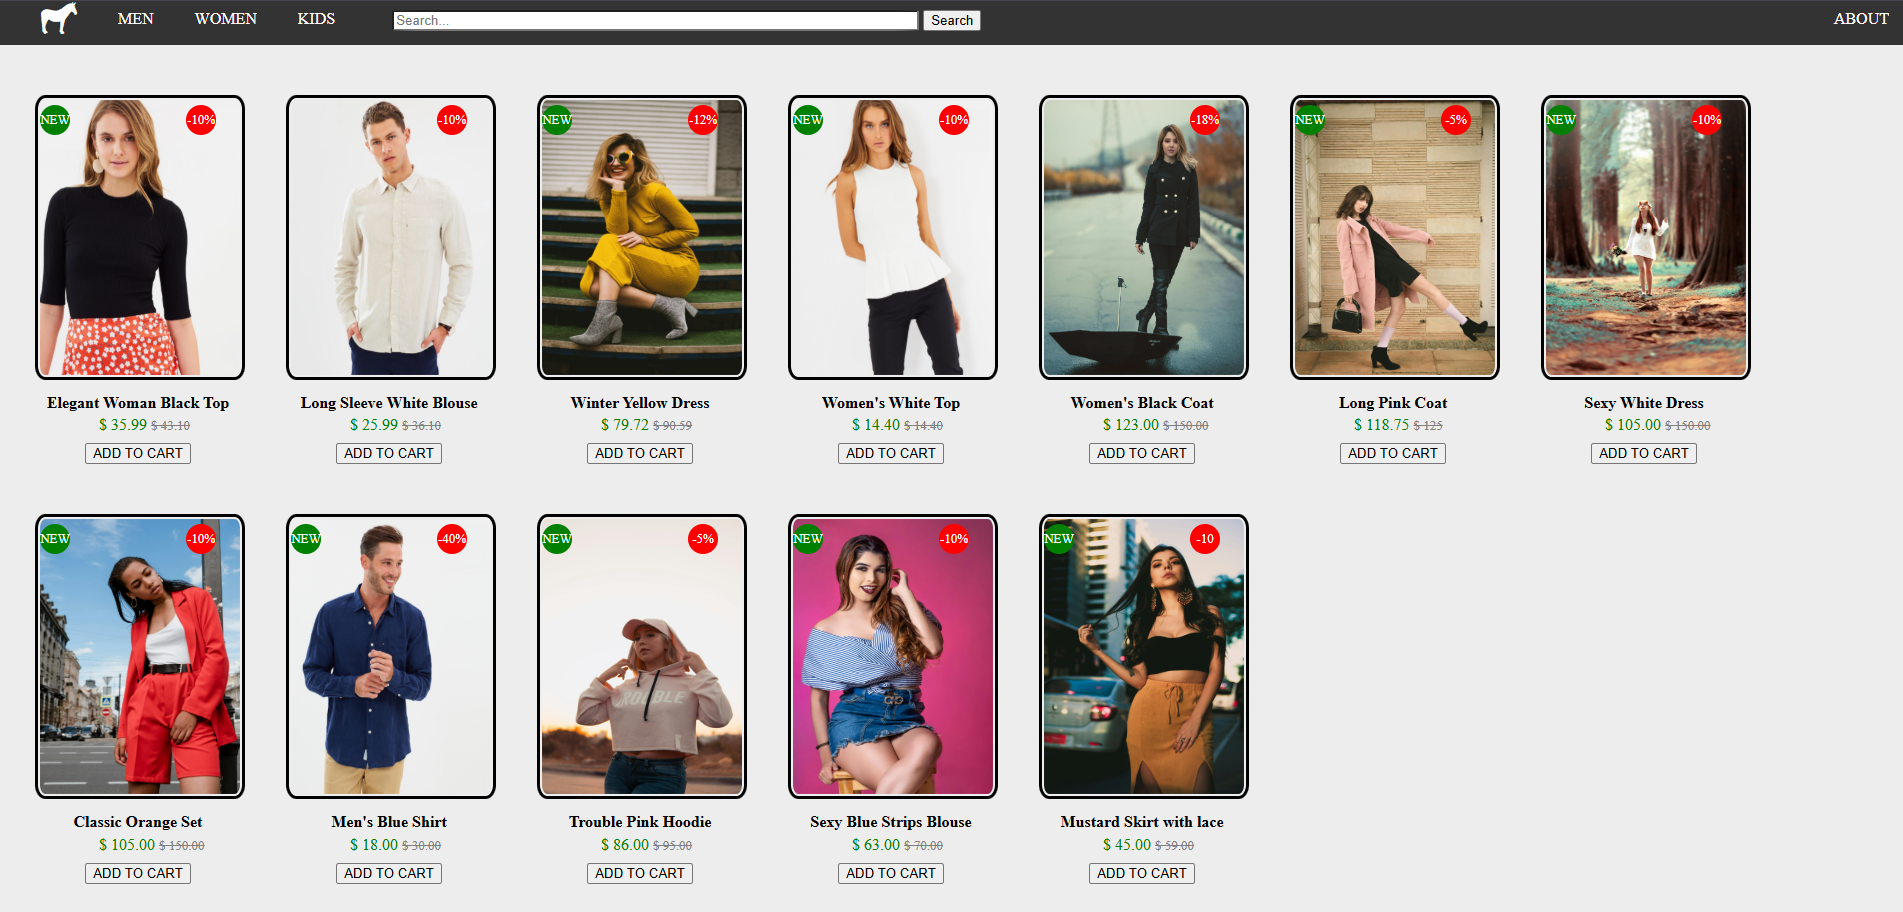 MEN WOMEN KIDS Search... Search ABOUT
NEW -10% -10% NEW -12% NEW -10% -18% NEW -5% NEW -10%
Elegant Woman Black Top Long Sleeve White Blouse Winter Yellow Dress Women's White Top Women's Black Coat Long Pink Coat Sexy White Dress
$ 35.99 $ 43.10 $ 25.99 $ 36.10 $ 79.72 $ 90.59 $ 14.40 $ 14.40 $ 123.00 $ 150.00 $ 118.75 $ 125 $ 105.00 $ 150.00
ADD TO CART ADD TO CART ADD TO CART ADD TO CART ADD TO CART ADD TO CART ADD TO CART
NEW -10% NEW -40% NEW -5% NEW -10% NEW -10
TROUBLE
Classic Orange Set Men's Blue Shirt Trouble Pink Hoodie Sexy Blue Strips Blouse Mustard Skirt with lace
$ 105.00 $ 150.00 $ 18.00 $ 30.00 $ 86.00 $ 95.00 $ 63.00 $ 70.00 $ 45.00 $ 59.00
ADD TO CART ADD TO CART ADD TO CART ADD TO CART ADD TO CART